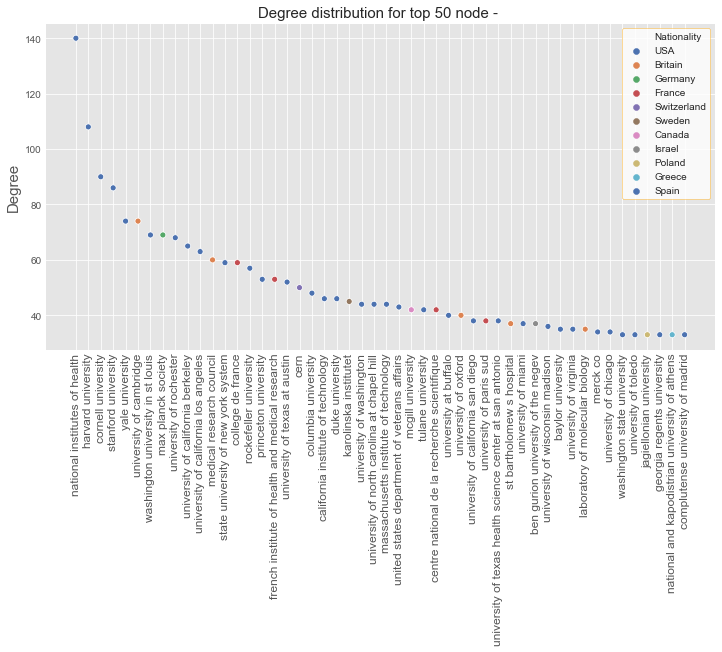 Degree distribution for top 50 node -
Degree
140
120
100
80
60
40
Nationality
USA
Britain
Germany
France
Switzerland
Sweden
Canada
Israel
Poland
Greece
Spain
national institutes of health
harvard university
cornell university
stanford university
yale university
university of cambridge
washington university in st louis
max planck society
university of rochester
university of california berkeley
university of california los angeles
medical research council
state university of new york system
college de france
rockefeller university
princeton university
french institute of health and medical research
university of texas at austin
cern
columbia university
california institute of technology
duke university
karolinska institutet
university of washington
university of north carolina at chapel hill
massachusetts institute of technology
united states department of veterans affairs
mcgill university
tulane university
centre national de la recherche scientifique
university at buffalo
university of oxford
university of california san diego
university of paris sud
university of texas health science center at san antonio
st bartholomew s hospital
university of miami
ben gurion university of the negev
university of wisconsin madison
baylor university
university of virginia
laboratory of molecular biology
merck co
university of chicago
washington state university
university of toledo
jagiellonian university
georgia regents university
national and kapodistrian university of athens
complutense university of madrid